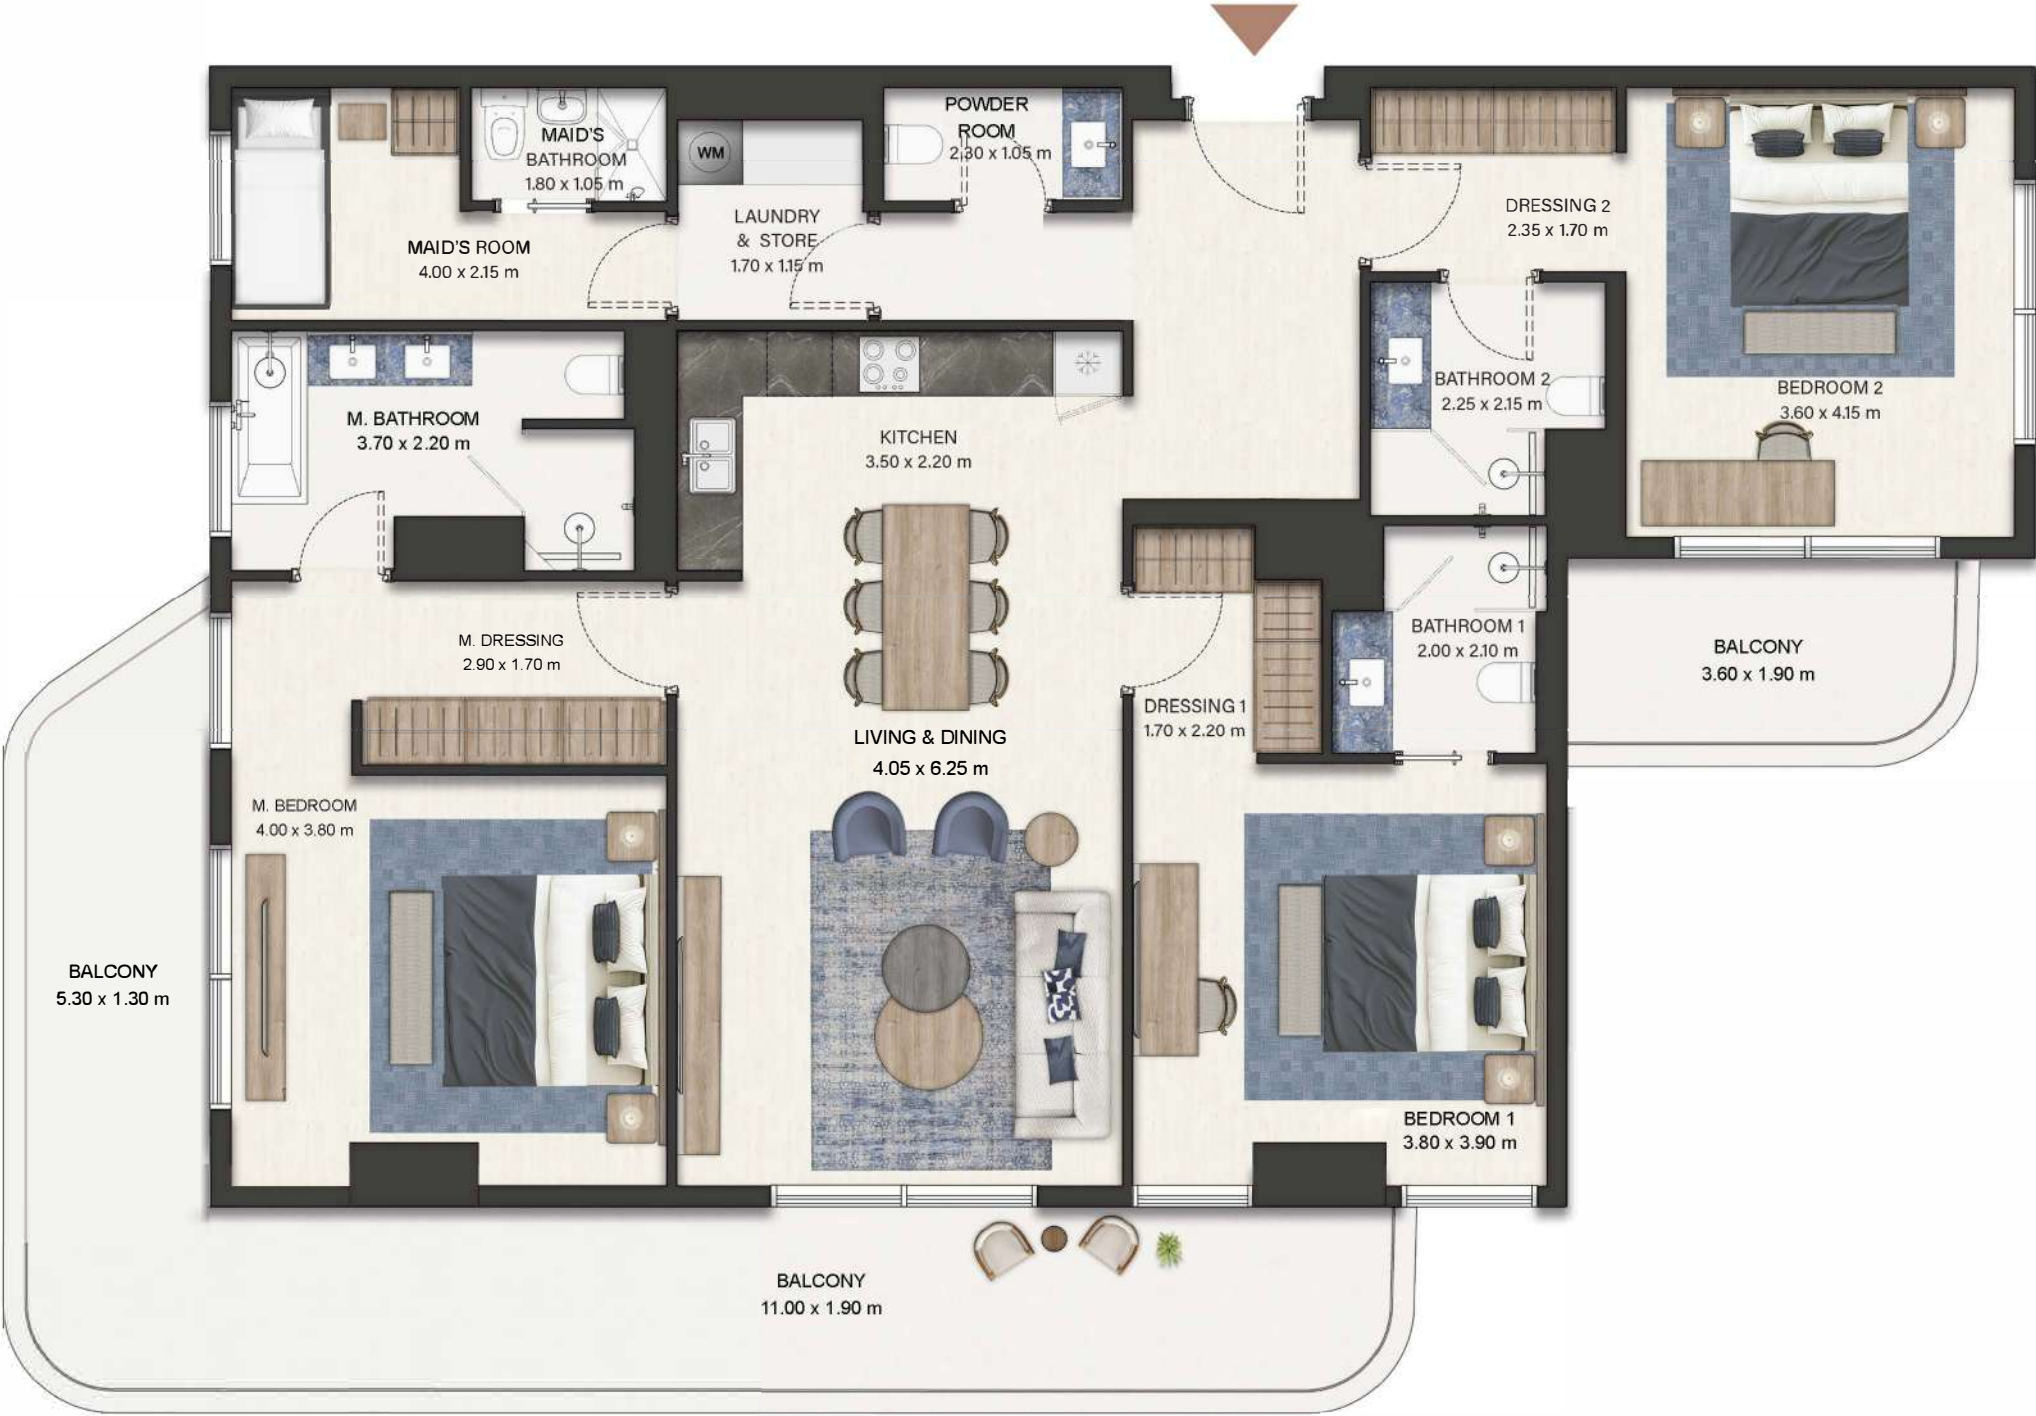 POWDER
ROOM
2.30 x 1.05 m
MAID'S
BATHROOM
1.80 x 1.05 m
WM
LAUNDRY
& STORE
1.70 x 1.15 m
MAID'S ROOM
4.00 x 2.15 m
DRESSING 2
2.35 x 1.70 m
BATHROOM 2
2.25 x 2.15 m
BEDROOM 2
3.60 x 4.15 m
M. BATHROOM
3.70 x 2.20 m
KITCHEN
3.50 x 2.20 m
M. DRESSING
2.90 x 1.70 m
BATHROOM 1
2.00 x 2.10 m
BALCONY
3.60 x 1.90 m
DRESSING 1
1.70 x 2.20 m
LIVING & DINING
4.05 x 6.25 m
M. BEDROOM
4.00 x 3.80 m
BALCONY
5.30 x 1.30 m
BEDROOM 1
3.80 x 3.90 m
BALCONY
11.00 x 1.90 m